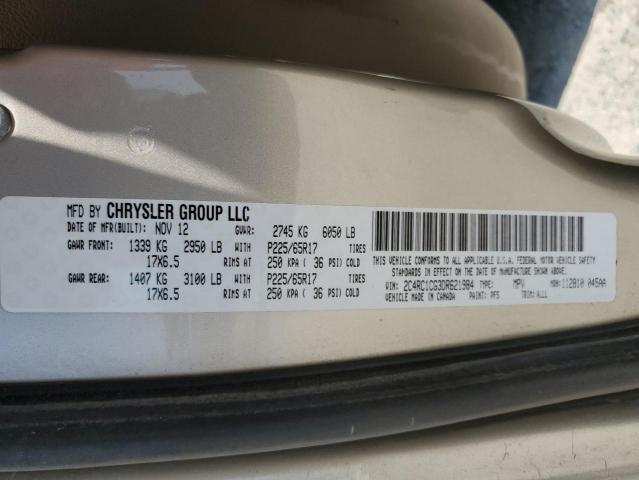 MFD BY CHRYSLER GROUP LLC
DATE OF MFR(BUILT): NOV 12 GVWR: 2745 KG 6050 LB
GAWR FRONT: 1339 KG 2950 LB WITH P225/65R17 TIRES
17X6.5 RIMS AT 250 KPA ( 36 PSI) COLD
GAWR REAR: 1407 KG 3100 LB WITH P225/65R17 TIRES
17X6.5 RIMS AT 250 KPA ( 36 PSI) COLD
THIS VEHICLE CONFORMS TO ALL APPLICABLE U.S.A. FEDERAL MOTOR VEHICLE SAFETY
STANDARDS IN EFFECT ON THE DATE OF MANUFACTURE SHOWN ABOVE.
VIN: 2C4RC1CG3DR621984 TYPE: MPV MDH: 112810 045AA
VEHICLE MADE IN CANADA PAINT: PFS TRIM: ALL1